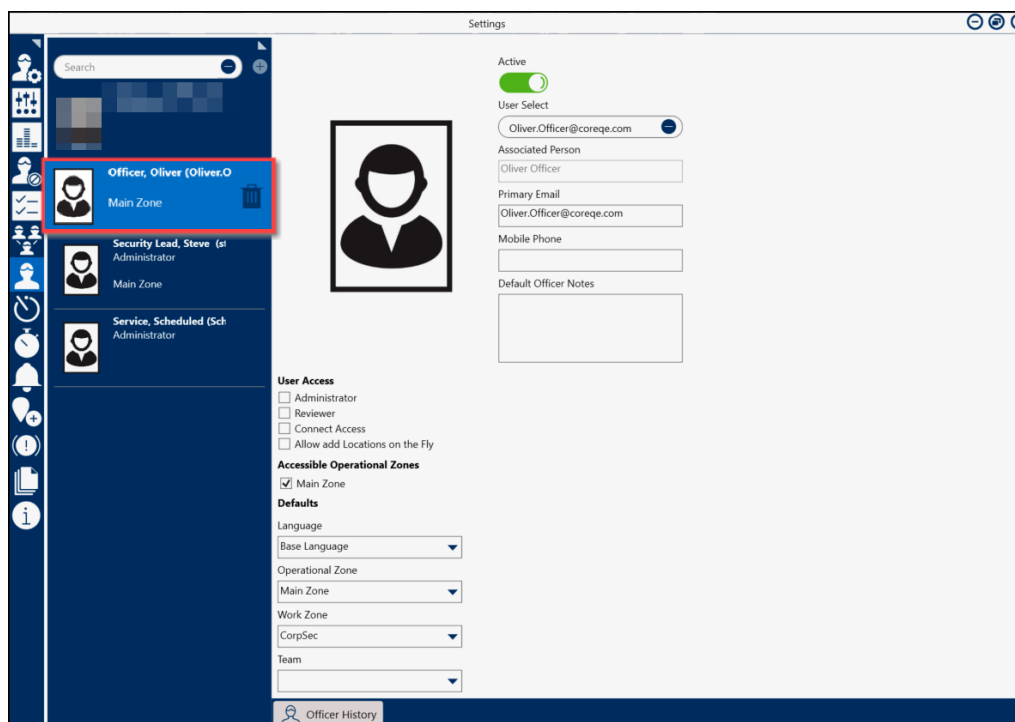 Settings
Search
Officer, Oliver (Oliver.O
Main Zone
Security Lead, Steve (st
Administrator
Main Zone
Service, Scheduled (Sch
Administrator
Active
User Select
Oliver.Officer@coreqe.com
Associated Person
Oliver Officer
Primary Email
Oliver.Officer@coreqe.com
Mobile Phone
Default Officer Notes
User Access
Administrator
Reviewer
Connect Access
Allow add Locations on the Fly
Accessible Operational Zones
Main Zone
Defaults
Language
Base Language
Operational Zone
Main Zone
Work Zone
CorpSec
Team
Officer History